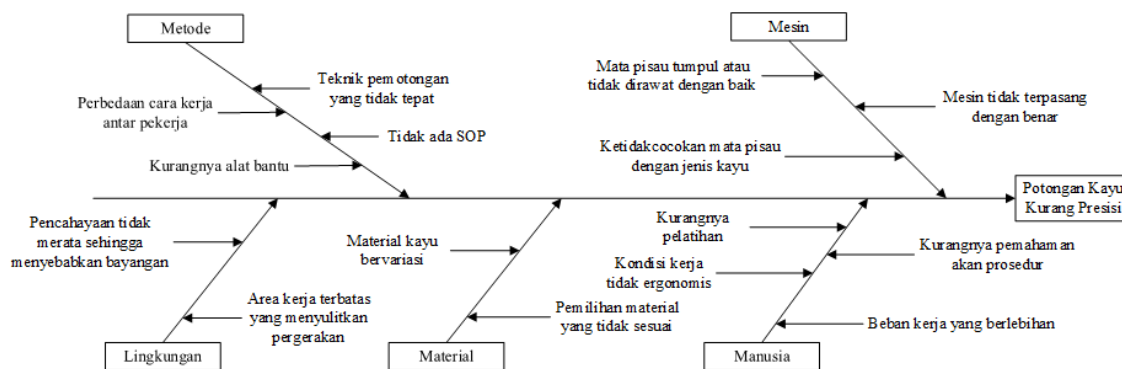 Metode
Teknik pemotongan
yang tidak tepat
Perbedaan cara kerja
antar pekerja
Tidak ada SOP
Kurangnya alat bantu
Mesin
Mata pisau tumpul atau
tidak dirawat dengan baik
Mesin tidak terpasang
dengan benar
Ketidakcocokan mata pisau
dengan jenis kayu
Potongan Kayu
Kurang Presisi
Pencahayaan tidak
merata sehingga
menyebabkan bayangan
Area kerja terbatas
yang menyulitkan
pergerakan
Lingkungan
Material kayu
bervariasi
Pemilihan material
yang tidak sesuai
Material
Kurangnya
pelatihan
Kurangnya pemahaman
akan prosedur
Kondisi kerja
tidak ergonomis
Beban kerja yang berlebihan
Manusia